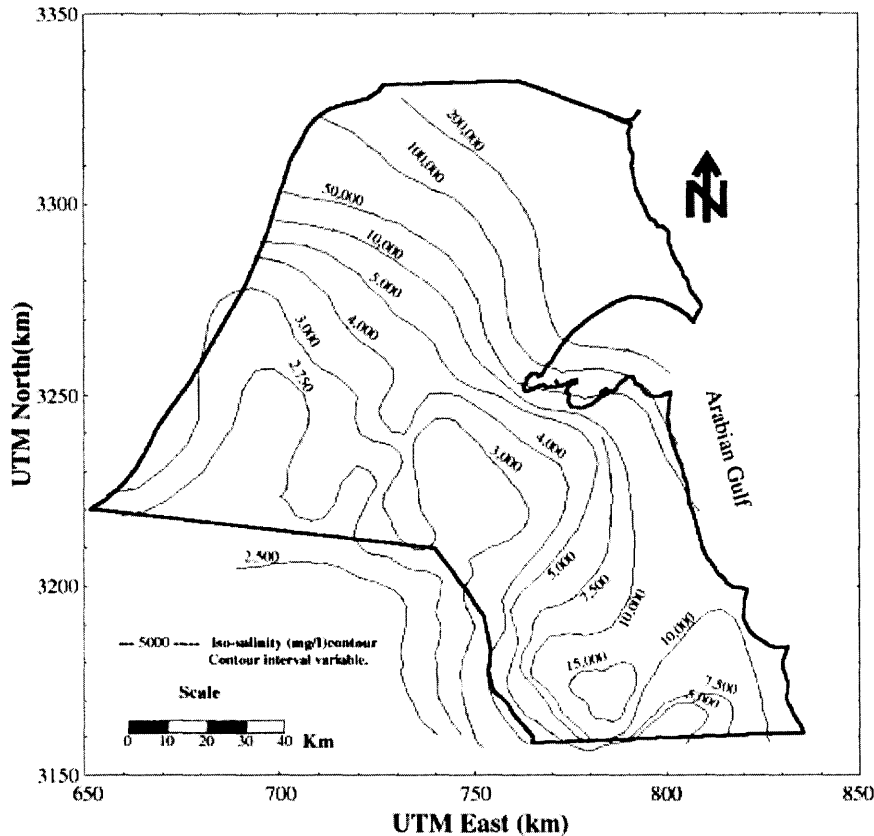 3350
3300
3250
3200
3150
UTM North(km)
200,000
100,000
50,000
10,000
5,000
4,000
3,000
2,750
3,000
4,000
5,000
7,500
10,000
10,000
15,000
7,500
5,000
2,500
N
Arabian Gulf
5000 Iso-salinity (mg/l)contour
Contour interval variable.
Scale
0 10 20 30 40 Km
650 700 750 800 850
UTM East (km)